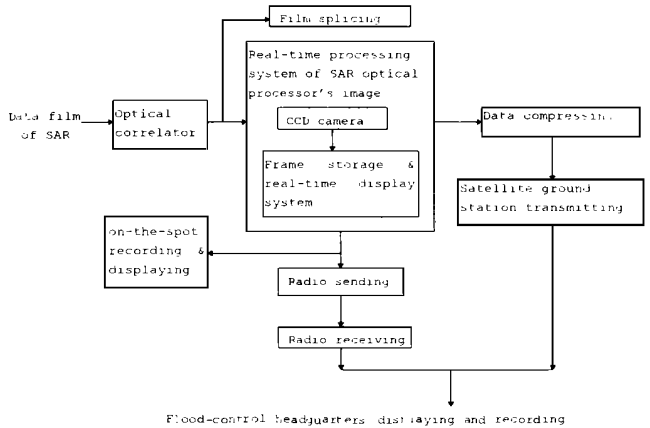 Film splicing
Real-time processing
system of SAR optical
processor's image
Data film
of SAR
Optical
correlator
CCD camera
Data
Frame storage &
real-time display
system
Satellite ground
station transmitting
on-the-spot
recording &
displaying
Radio sending
Radio receiving
Flood-control headquarters displaying and recording